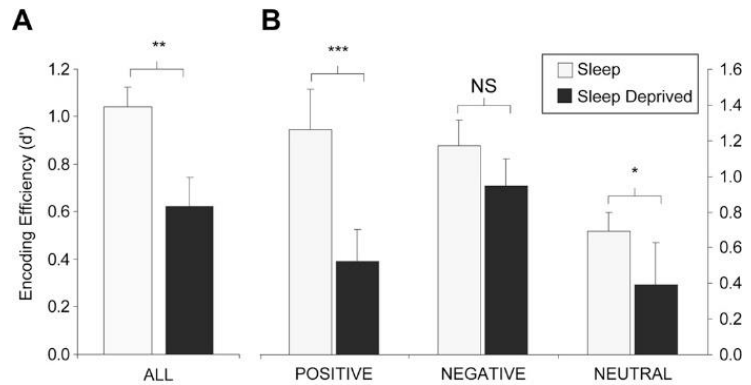 A
B
**
***
NS
*
Sleep
Sleep Deprived
Encoding Efficiency (d')
1.2
1.0
0.8
0.6
0.4
0.2
0.0
1.6
1.4
1.2
1.0
0.8
0.6
0.4
0.2
0.0
ALL
POSITIVE
NEGATIVE
NEUTRAL